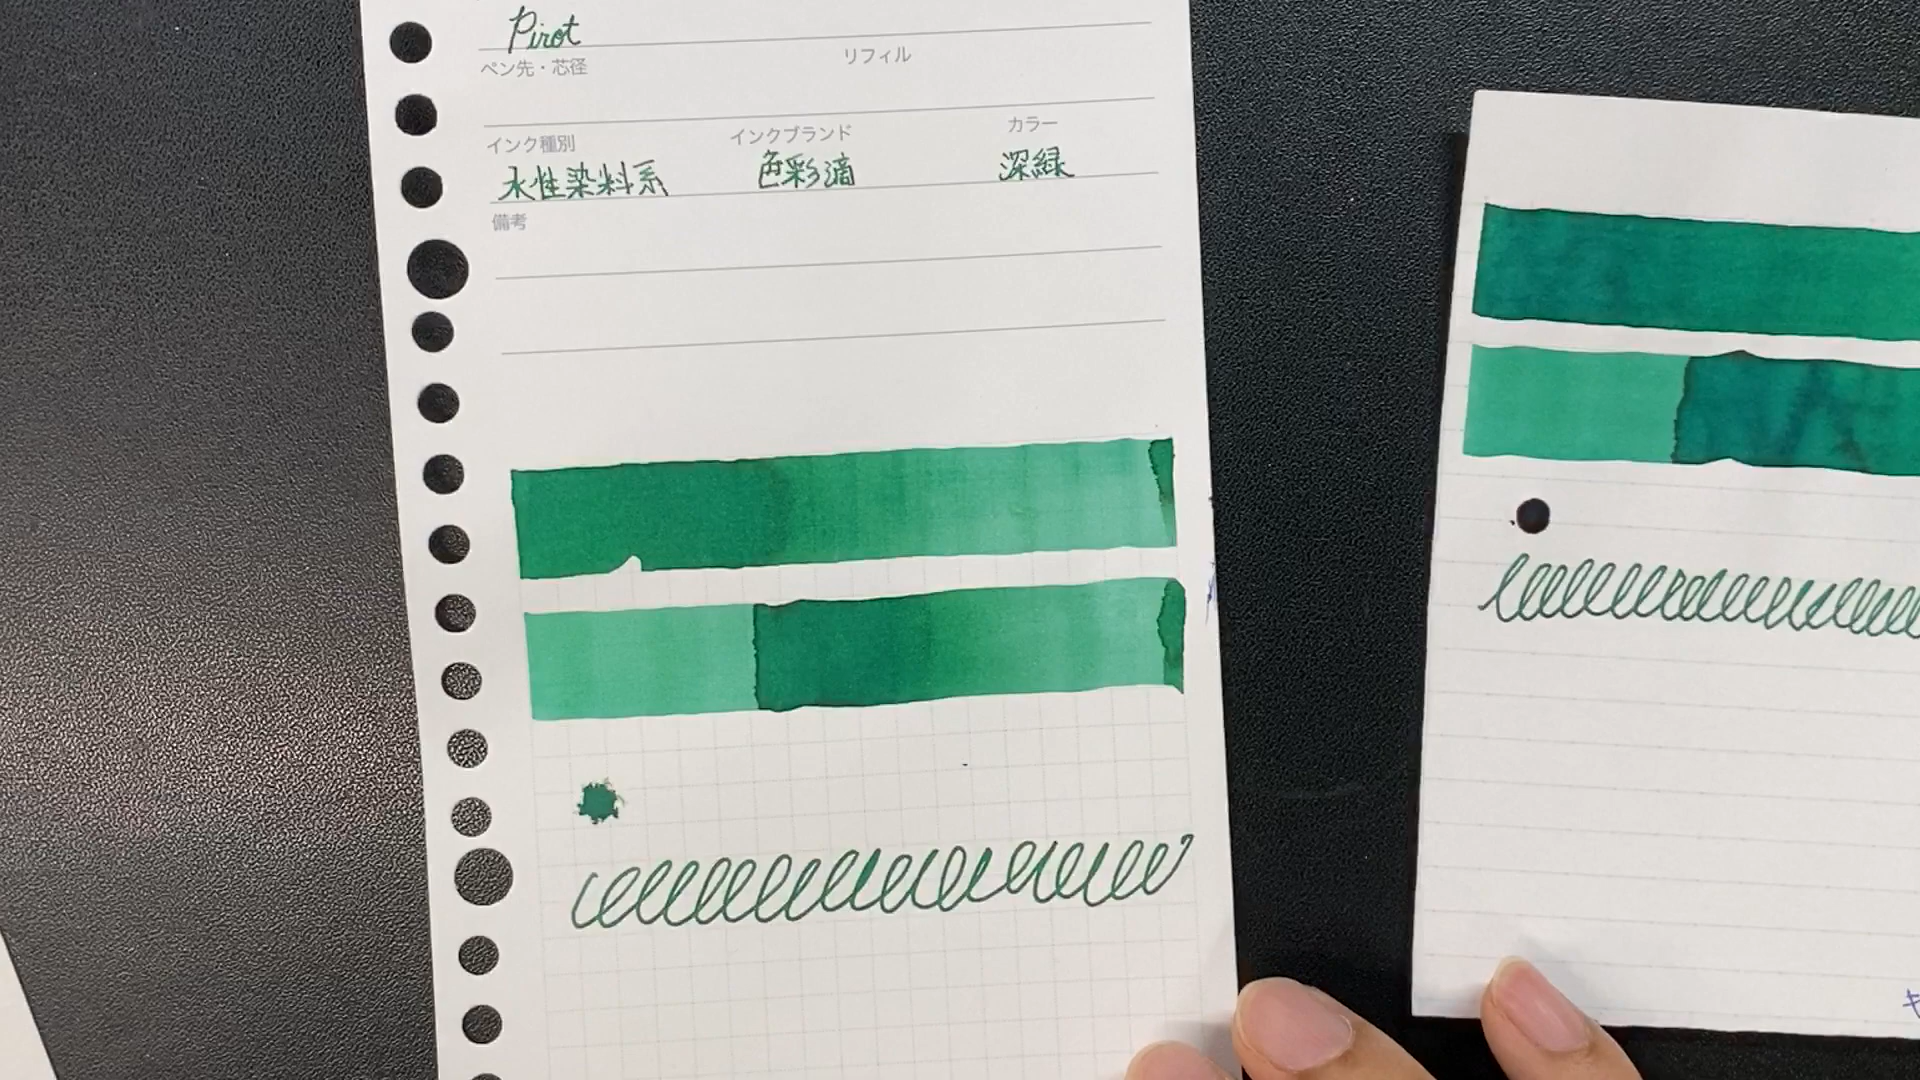 Pirot
ペン先・芯径 リフィル
インク種別 インクブランド カラー
水性染料系 色彩滴 深緑
備考